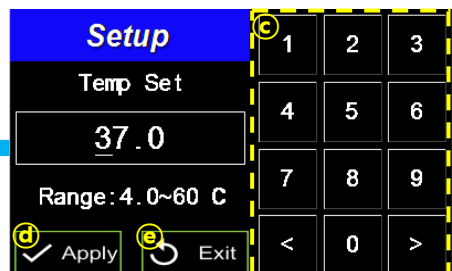 Setup
Temp Set
37.0
Range:4.0~60 C
ⓓ Apply
ⓔ Exit
ⓒ
1 2 3
4 5 6
7 8 9
< 0 >